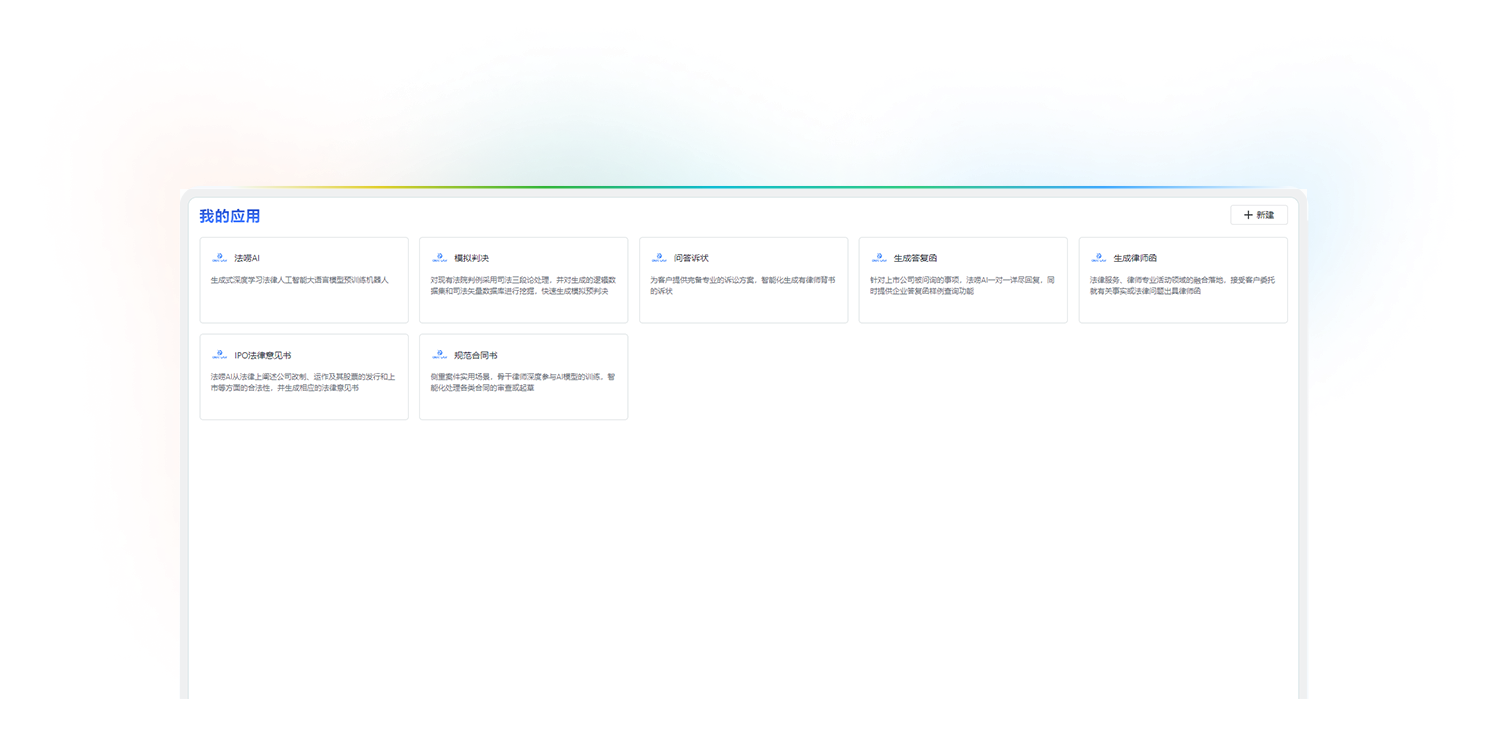 我的应用
新建
法唠AI
生成式深度学习法律人工智能大语言模型预训练机器人
模拟判决
对现有法院判例采用司法三段论处理，并对生成的逻辑数
据集和司法矢量数据库进行挖掘，快速生成模拟预判决
问答诉状
为客户提供完整专业的诉讼方案，智能化生成有律师背书
的诉状
生成答复函
针对上市公司被问询的事项，法唠AI一对一详尽回复，同
时提供企业答复函样例查询功能
生成律师函
法律服务、律师专业活动领域的融合落地，接受客户委托
就有关事实或法律问题出具律师函
IPO法律意见书
法唠AI从法律上阐述公司改制、运作及其股票的发行和上
市等方面的合法性，并生成相应的法律意见书
规范合同书
侧重案件实用场景，骨干律师深度参与AI模型的训练，智
能化处理各类合同的审查或起草